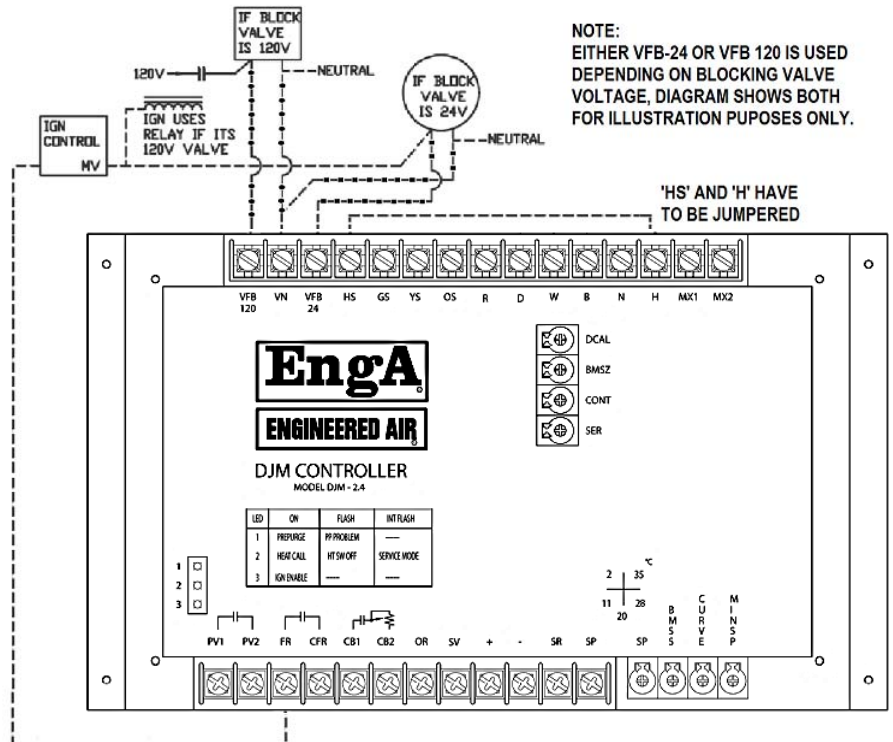 IF BLOCK
VALVE
IS 120V
NOTE:
EITHER VFB-24 OR VFB 120 IS USED
DEPENDING ON BLOCKING VALVE
VOLTAGE, DIAGRAM SHOWS BOTH
FOR ILLUSTRATION PUPOSES ONLY.
120V
NEUTRAL
IF BLOCK
VALVE
IS 24V
IGN USES
RELAY IF ITS
120V VALVE
IGN
CONTROL
MV
NEUTRAL
'HS' AND 'H' HAVE
TO BE JUMPERED
VFB 120 VN VFB 24 HS GS YS OS R D W B N H MX1 MX2
DCAL
BMSZ
CONT
SER
EngA
ENGINEERED AIR
DJM CONTROLLER
MODEL DJM - 2.4
LED ON FLASH INT FLASH
1 PREPURGE PP PROBLEM ----
2 HEAT CALL HT SW OFF SERVICE MODE
3 IGN ENABLE ---- ----
1
2
3
°C
2 35
11 28
20
PV1 PV2 FR CFR CB1 CB2 OR SV + - SR SP SP BMSS CURVE MINSP